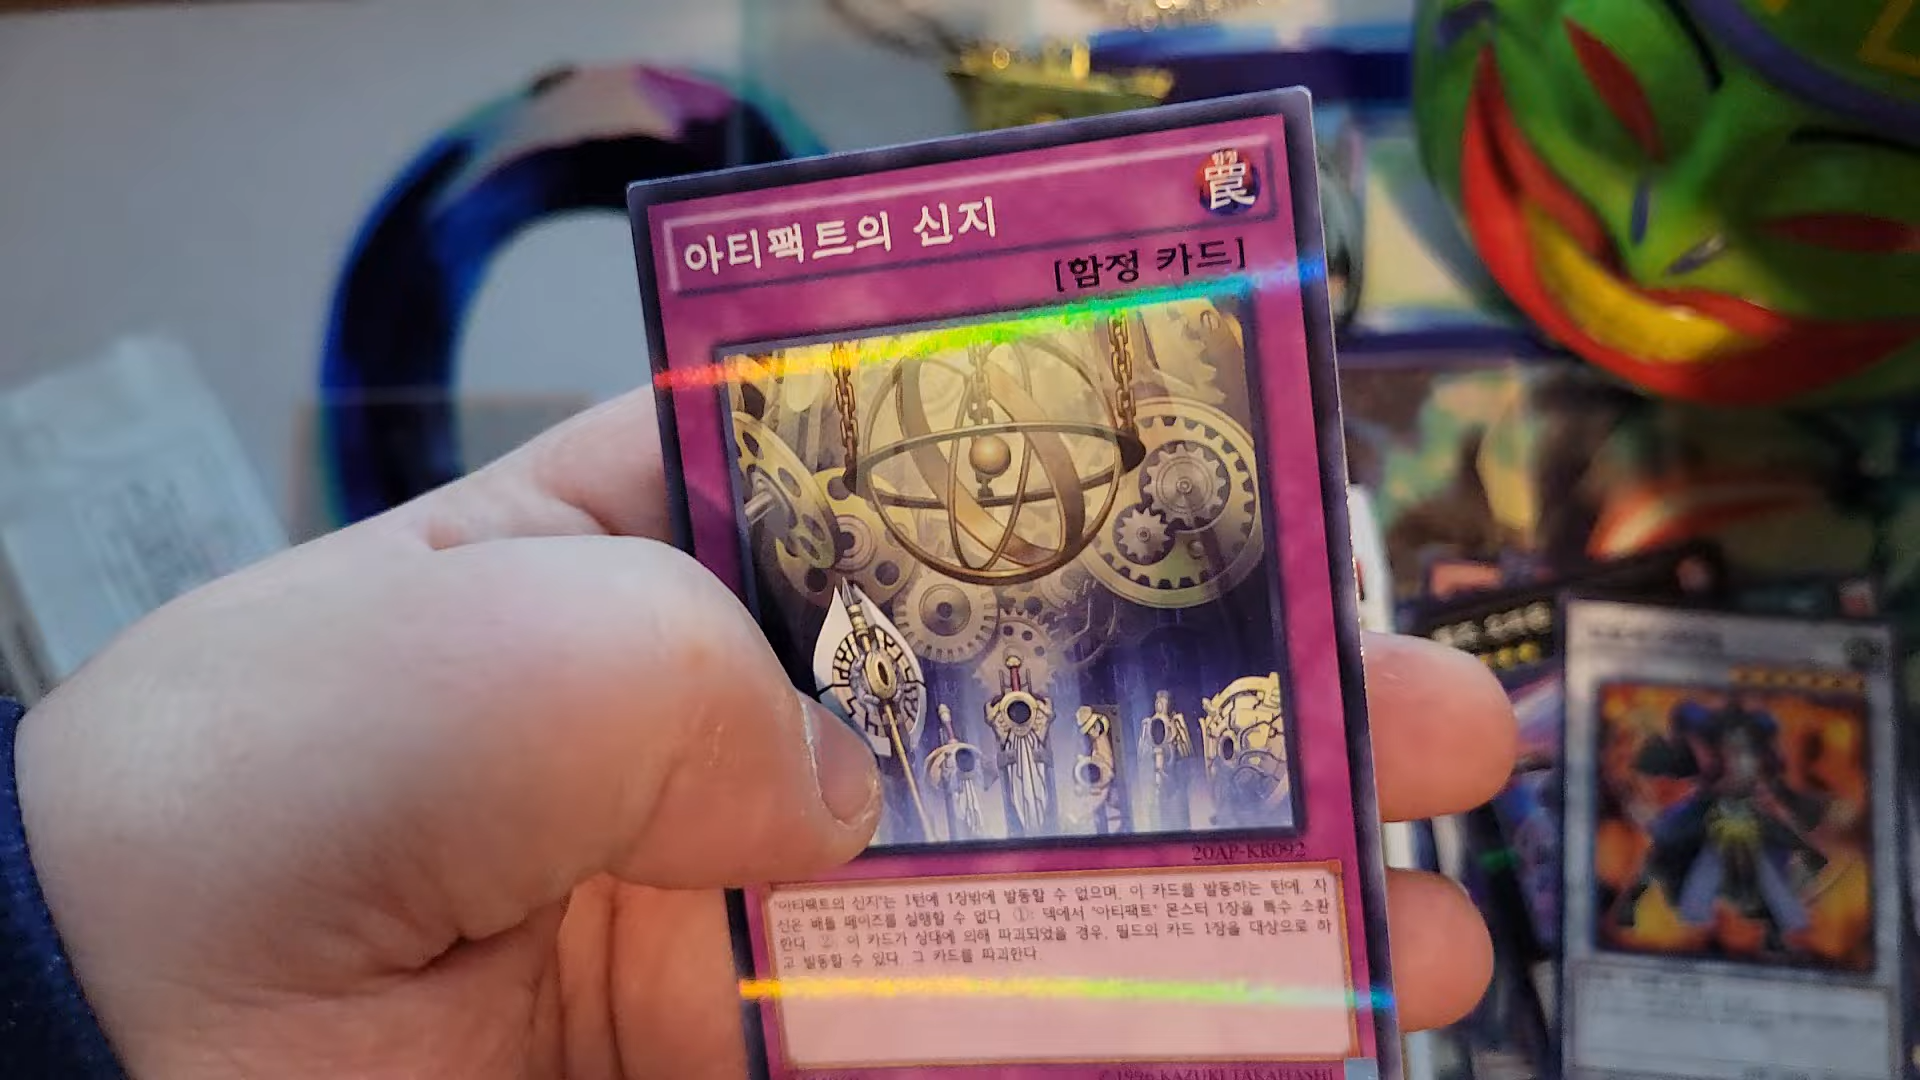 아티팩트의 신지
함정
罠
[함정 카드]
20AP-KR092
"아티팩트의 신지"는 1턴에 1장밖에 발동할 수 없으며, 이 카드를 발동하는 턴에, 자
신은 배틀 페이즈를 실행할 수 없다. ①: 덱에서 "아티팩트" 몬스터 1장을 특수 소환
한다. ②: 이 카드가 상대에 의해 파괴되었을 경우, 필드의 카드 1장을 대상으로 하
고 발동할 수 있다. 그 카드를 파괴한다.
©1996 KAZUKI TAKAHASHI